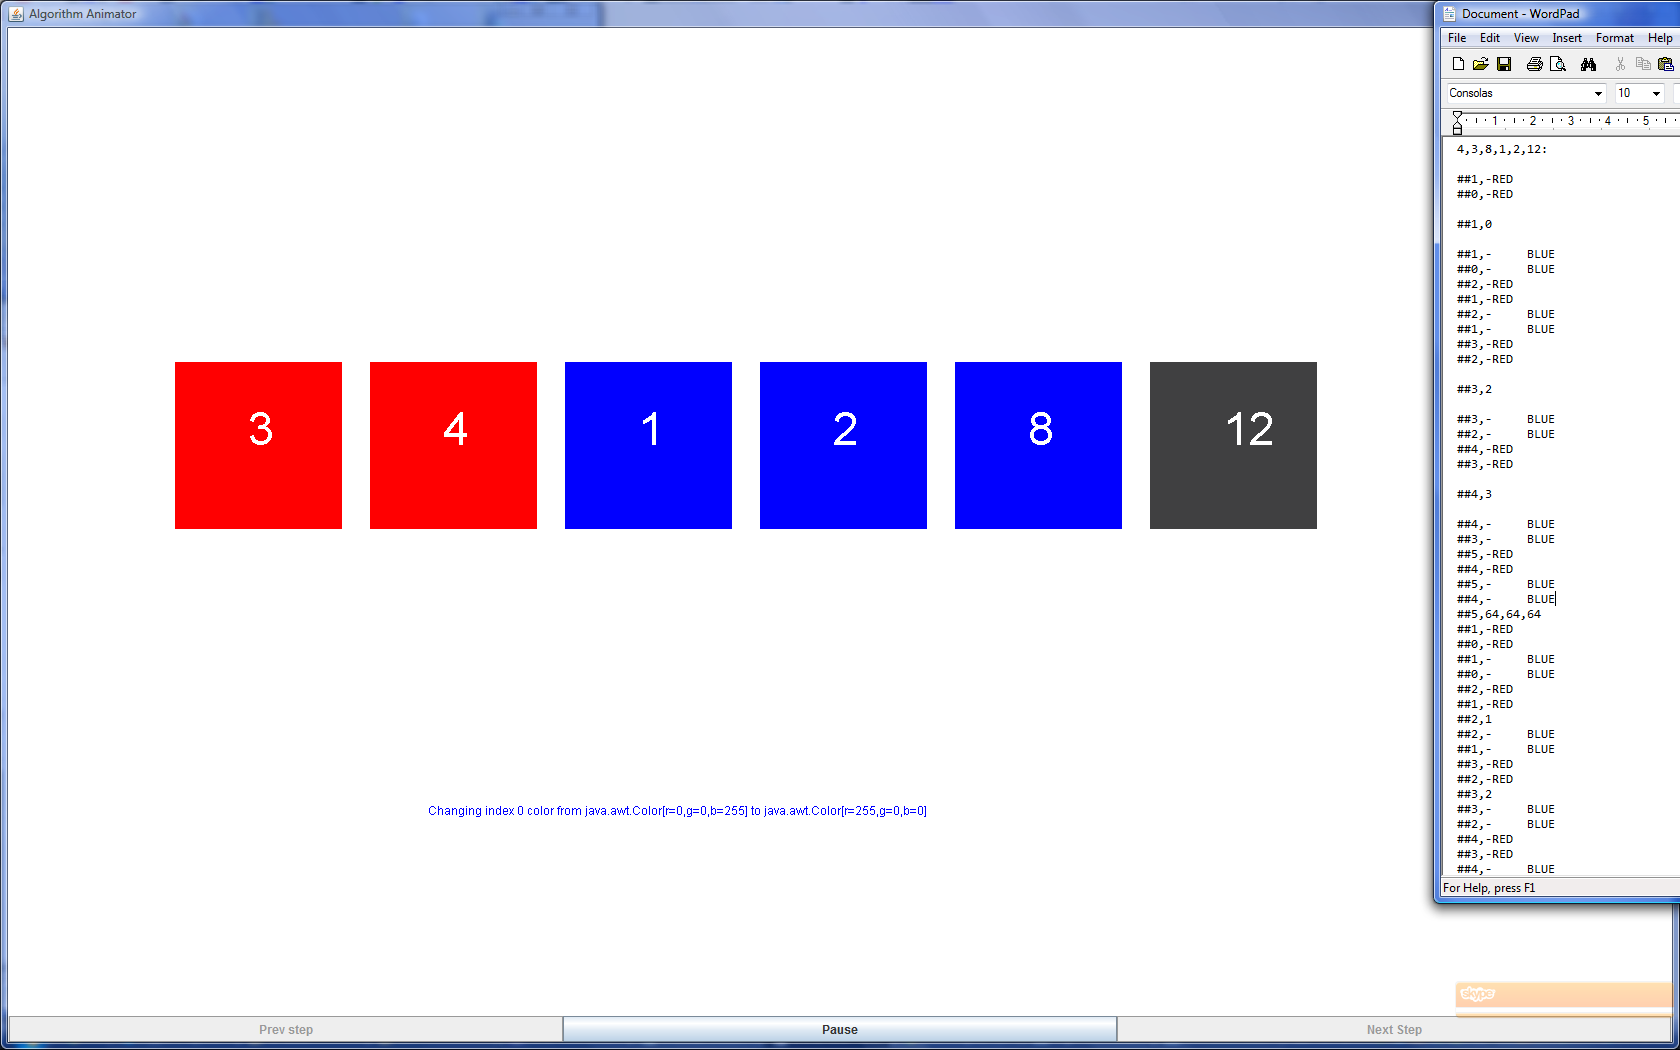 Algorithm Animator
3 4 1 2 8 12
Changing index 0 color from java.awt.Color[r=0,g=0,b=255] to java.awt.Color[r=255,g=0,b=0]
Prev step Pause Next Step
Document - WordPad
File Edit View Insert Format Help
Consolas 10
1 2 3 4 5
4,3,8,1,2,12:
##1,-RED
##0,-RED
##1,0
##1,- BLUE
##0,- BLUE
##2,-RED
##1,-RED
##2,- BLUE
##1,- BLUE
##3,-RED
##2,-RED
##3,2
##3,- BLUE
##2,- BLUE
##4,-RED
##3,-RED
##4,3
##4,- BLUE
##3,- BLUE
##5,-RED
##4,-RED
##5,- BLUE
##4,- BLUE
##5,64,64,64
##1,-RED
##0,-RED
##1,- BLUE
##0,- BLUE
##2,-RED
##1,-RED
##2,1
##2,- BLUE
##1,- BLUE
##3,-RED
##2,-RED
##3,2
##3,- BLUE
##2,- BLUE
##4,-RED
##3,-RED
##4,- BLUE
For Help, press F1
skype